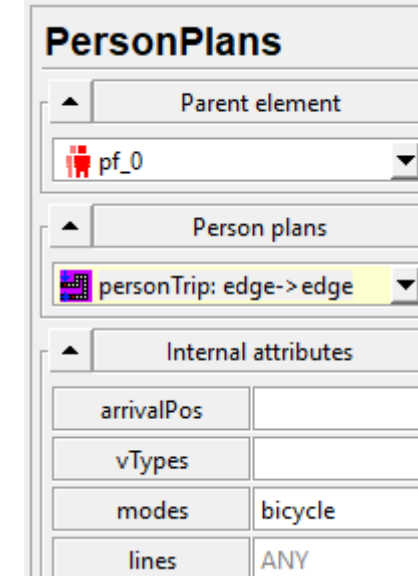 PersonPlans
Parent element
pf_0
Person plans
personTrip: edge->edge
Internal attributes
arrivalPos
vTypes
modes bicycle
lines ANY